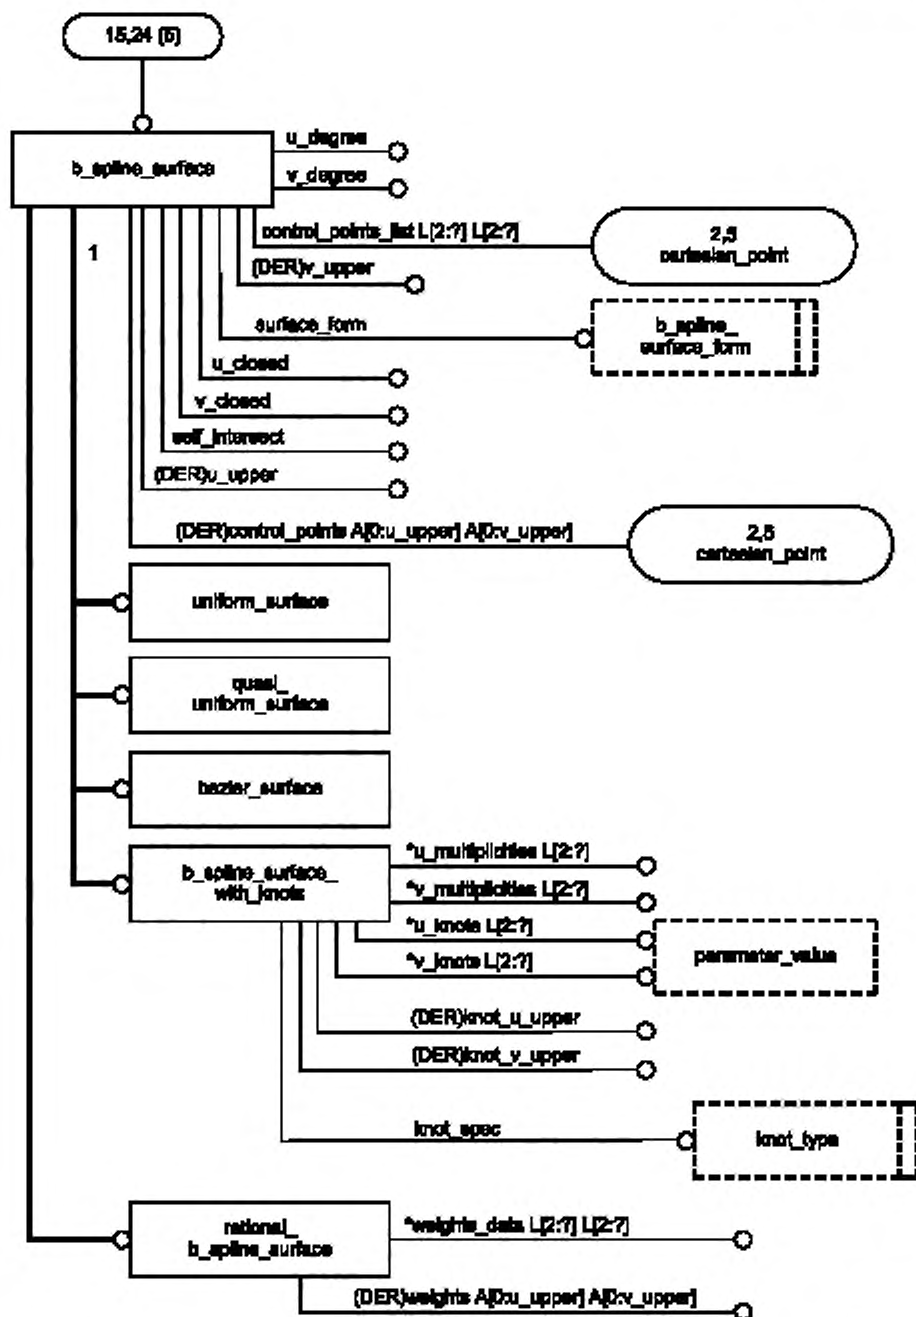 15,24 (5)
b_spline_surface
u_degree
v_degree
1
control_points_list L[2:?] L[2:?]
2,5
cartesian_point
(DER)v_upper
surface_form
b_spline_
surface_form
u_closed
v_closed
self_intersect
(DER)u_upper
(DER)control_points A[0:u_upper] A[0:v_upper]
2,5
cartesian_point
uniform_surface
quasi_
uniform_surface
bezier_surface
b_spline_surface_
with_knots
*u_multiplicities L[2:?]
*v_multiplicities L[2:?]
*u_knots L[2:?]
*v_knots L[2:?]
parameter_value
(DER)knot_u_upper
(DER)knot_v_upper
knot_spec
knot_type
rational_
b_spline_surface
*weights_data L[2:?] L[2:?]
(DER)weights A[0:u_upper] A[0:v_upper]